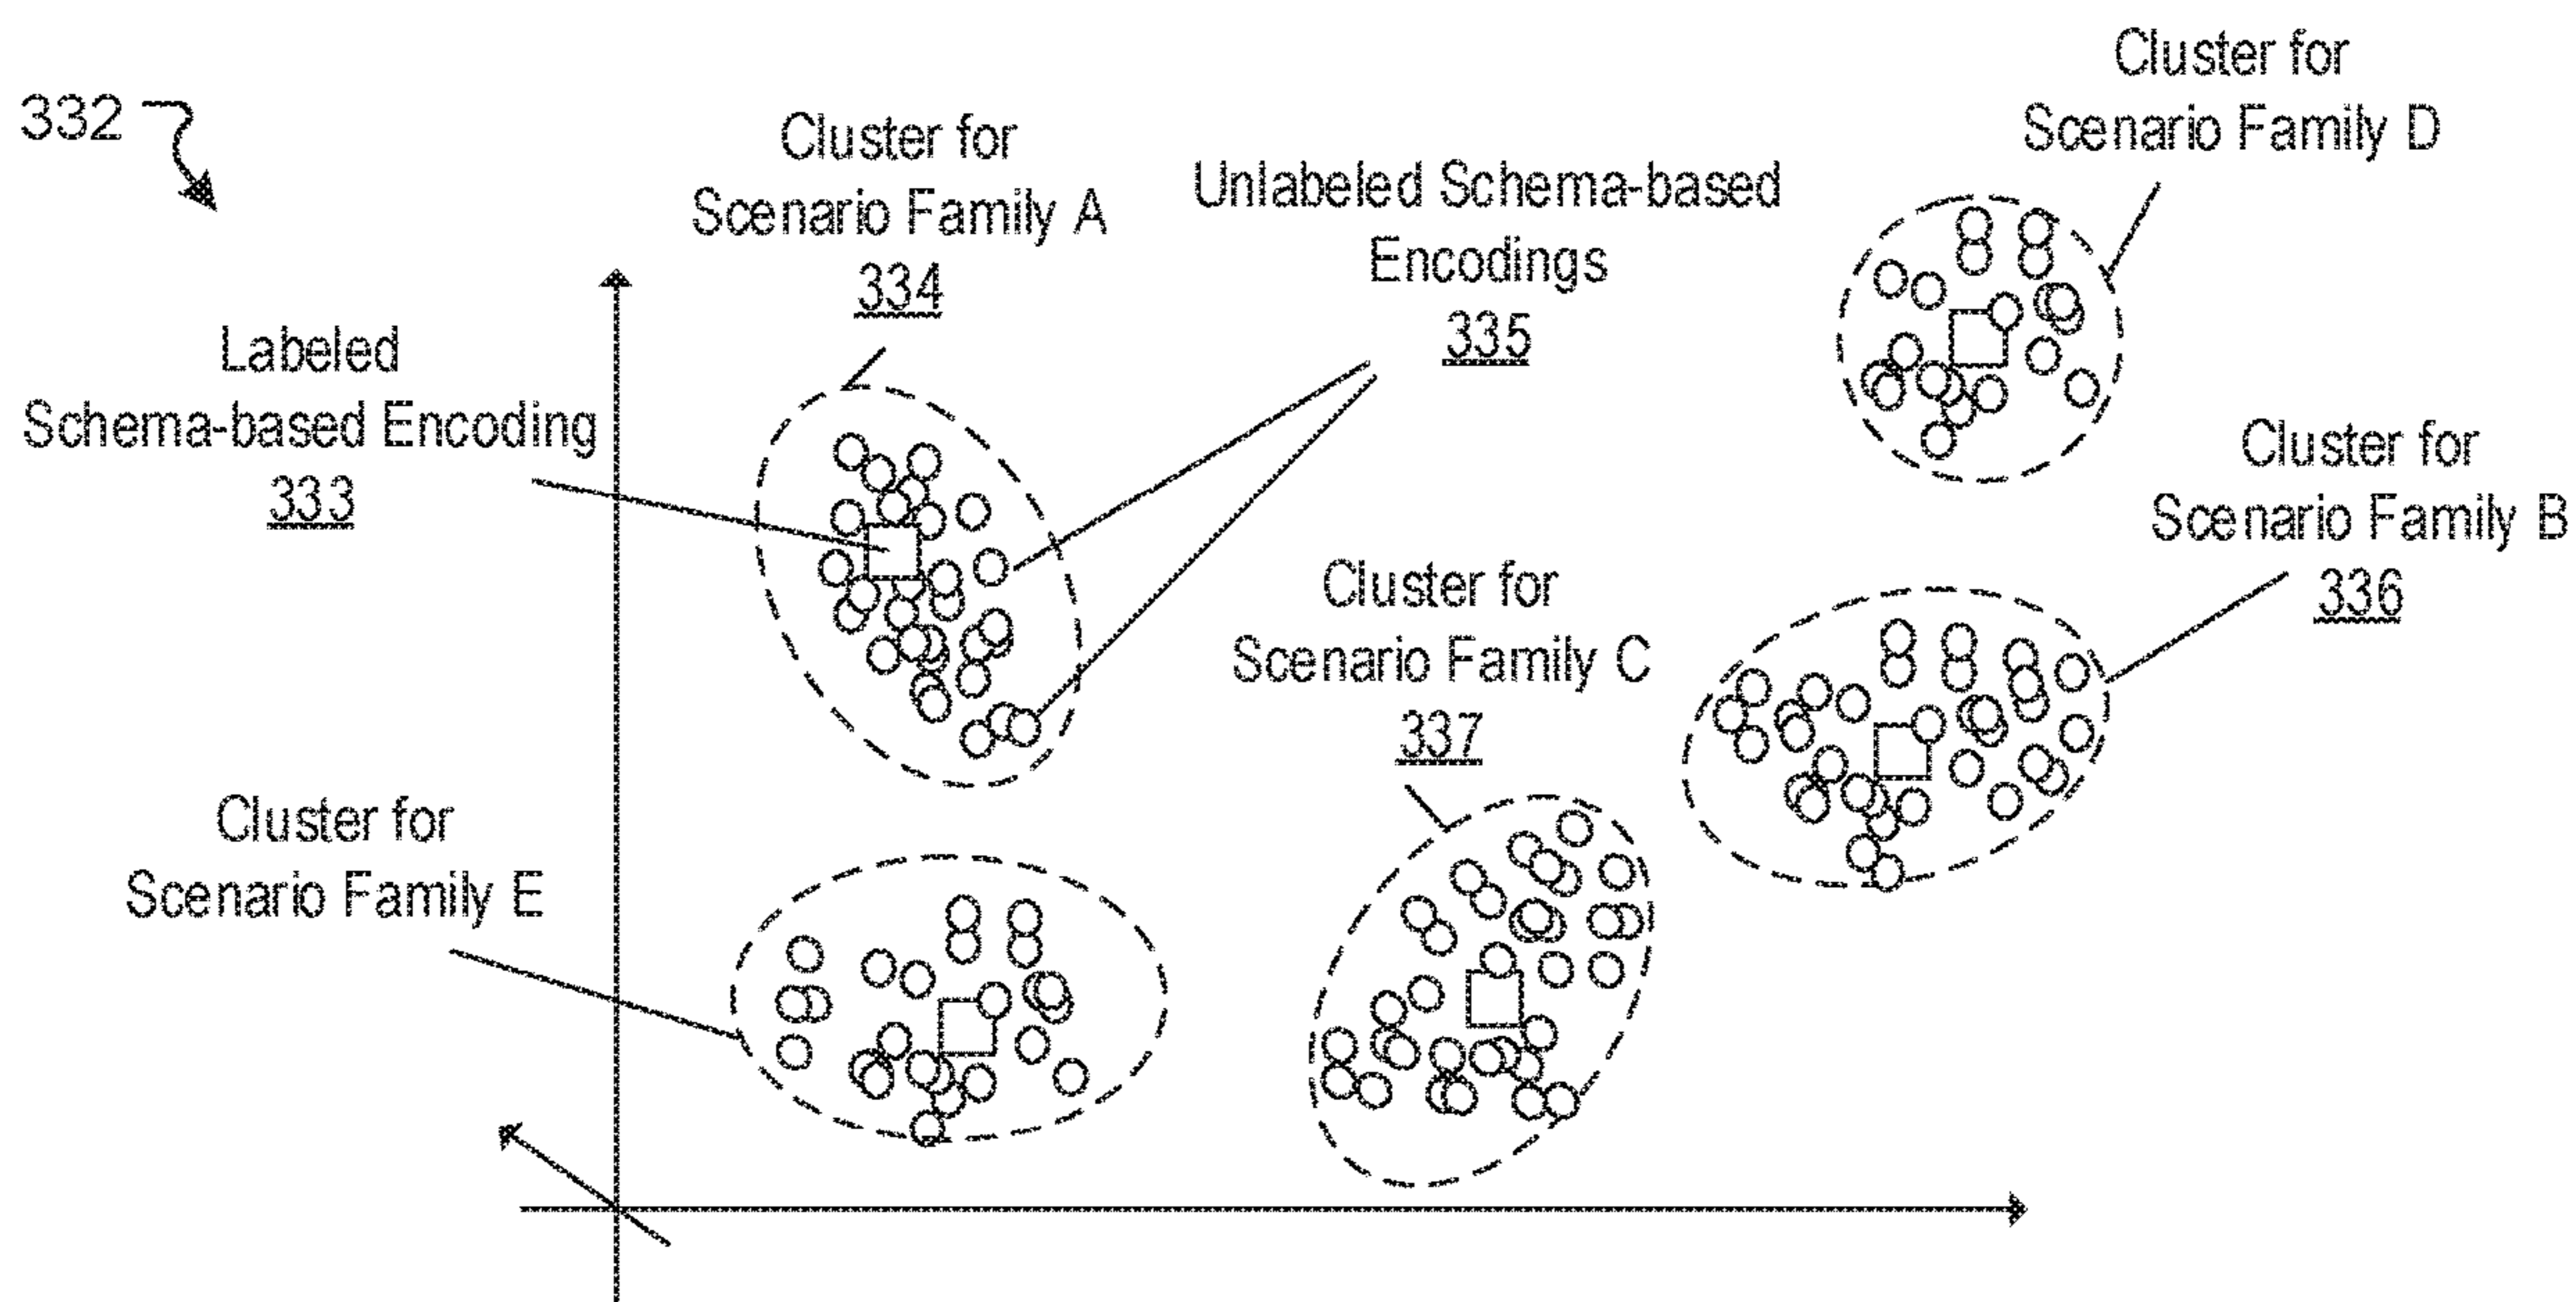 332
Cluster for
Scenario Family A
334
Unlabeled Schema-based
Encodings
335
Cluster for
Scenario Family D
Labeled
Schema-based Encoding
333
Cluster for
Scenario Family B
336
Cluster for
Scenario Family C
337
Cluster for
Scenario Family E